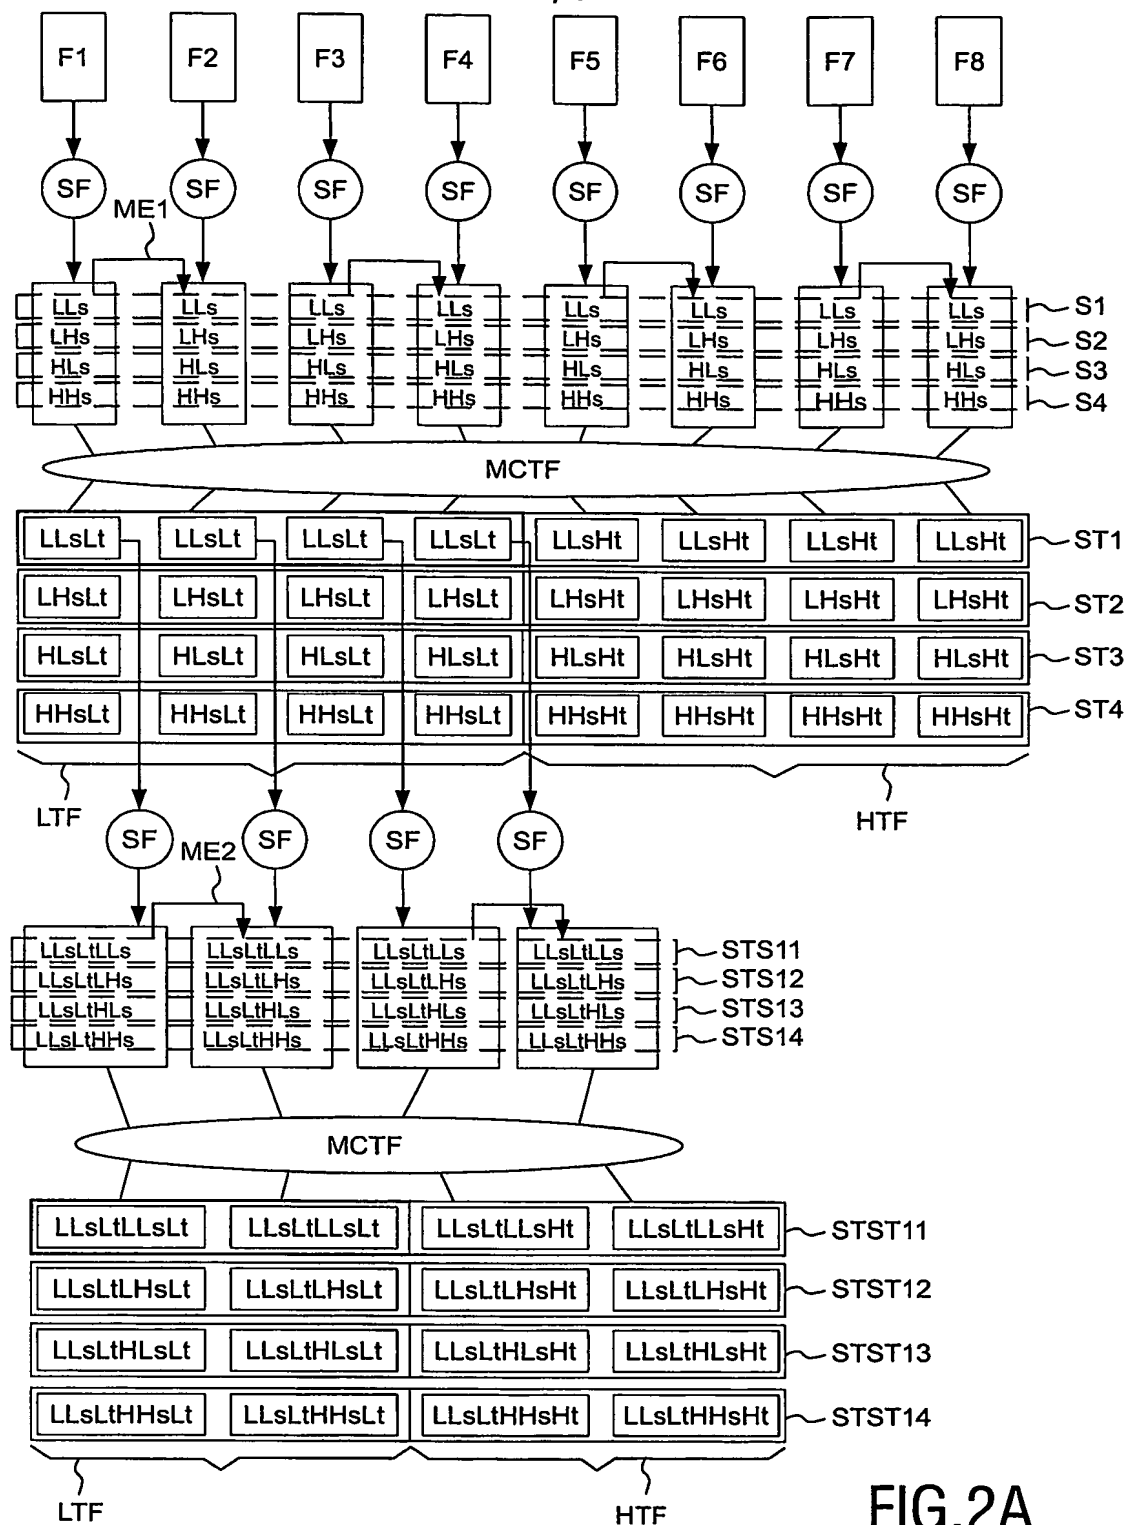 F1 F2 F3 F4 F5 F6 F7 F8
SF SF SF SF SF SF SF SF
ME1
LLs LLs LLs LLs LLs LLs LLs LLs S1
LHs LHs LHs LHs LHs LHs LHs LHs S2
HLs HLs HLs HLs HLs HLs HLs HLs S3
HHs HHs HHs HHs HHs HHs HHs HHs S4
MCTF
LLsLt LLsLt LLsLt LLsLt LLsHt LLsHt LLsHt LLsHt ST1
LHsLt LHsLt LHsLt LHsLt LHsHt LHsHt LHsHt LHsHt ST2
HLsLt HLsLt HLsLt HLsLt HLsHt HLsHt HLsHt HLsHt ST3
HHsLt HHsLt HHsLt HHsLt HHsHt HHsHt HHsHt HHsHt ST4
LTF HTF
SF SF SF SF
ME2
LLsLtLLs LLsLtLLs LLsLtLLs LLsLtLLs STS11
LLsLtLHs LLsLtLHs LLsLtLHs LLsLtLHs STS12
LLsLtHLs LLsLtHLs LLsLtHLs LLsLtHLs STS13
LLsLtHHs LLsLtHHs LLsLtHHs LLsLtHHs STS14
MCTF
LLsLtLLsLt LLsLtLLsLt LLsLtLLsHt LLsLtLLsHt STST11
LLsLtLHsLt LLsLtLHsLt LLsLtLHsHt LLsLtLHsHt STST12
LLsLtHLsLt LLsLtHLsLt LLsLtHLsHt LLsLtHLsHt STST13
LLsLtHHsLt LLsLtHHsLt LLsLtHHsHt LLsLtHHsHt STST14
LTF HTF
FIG.2A